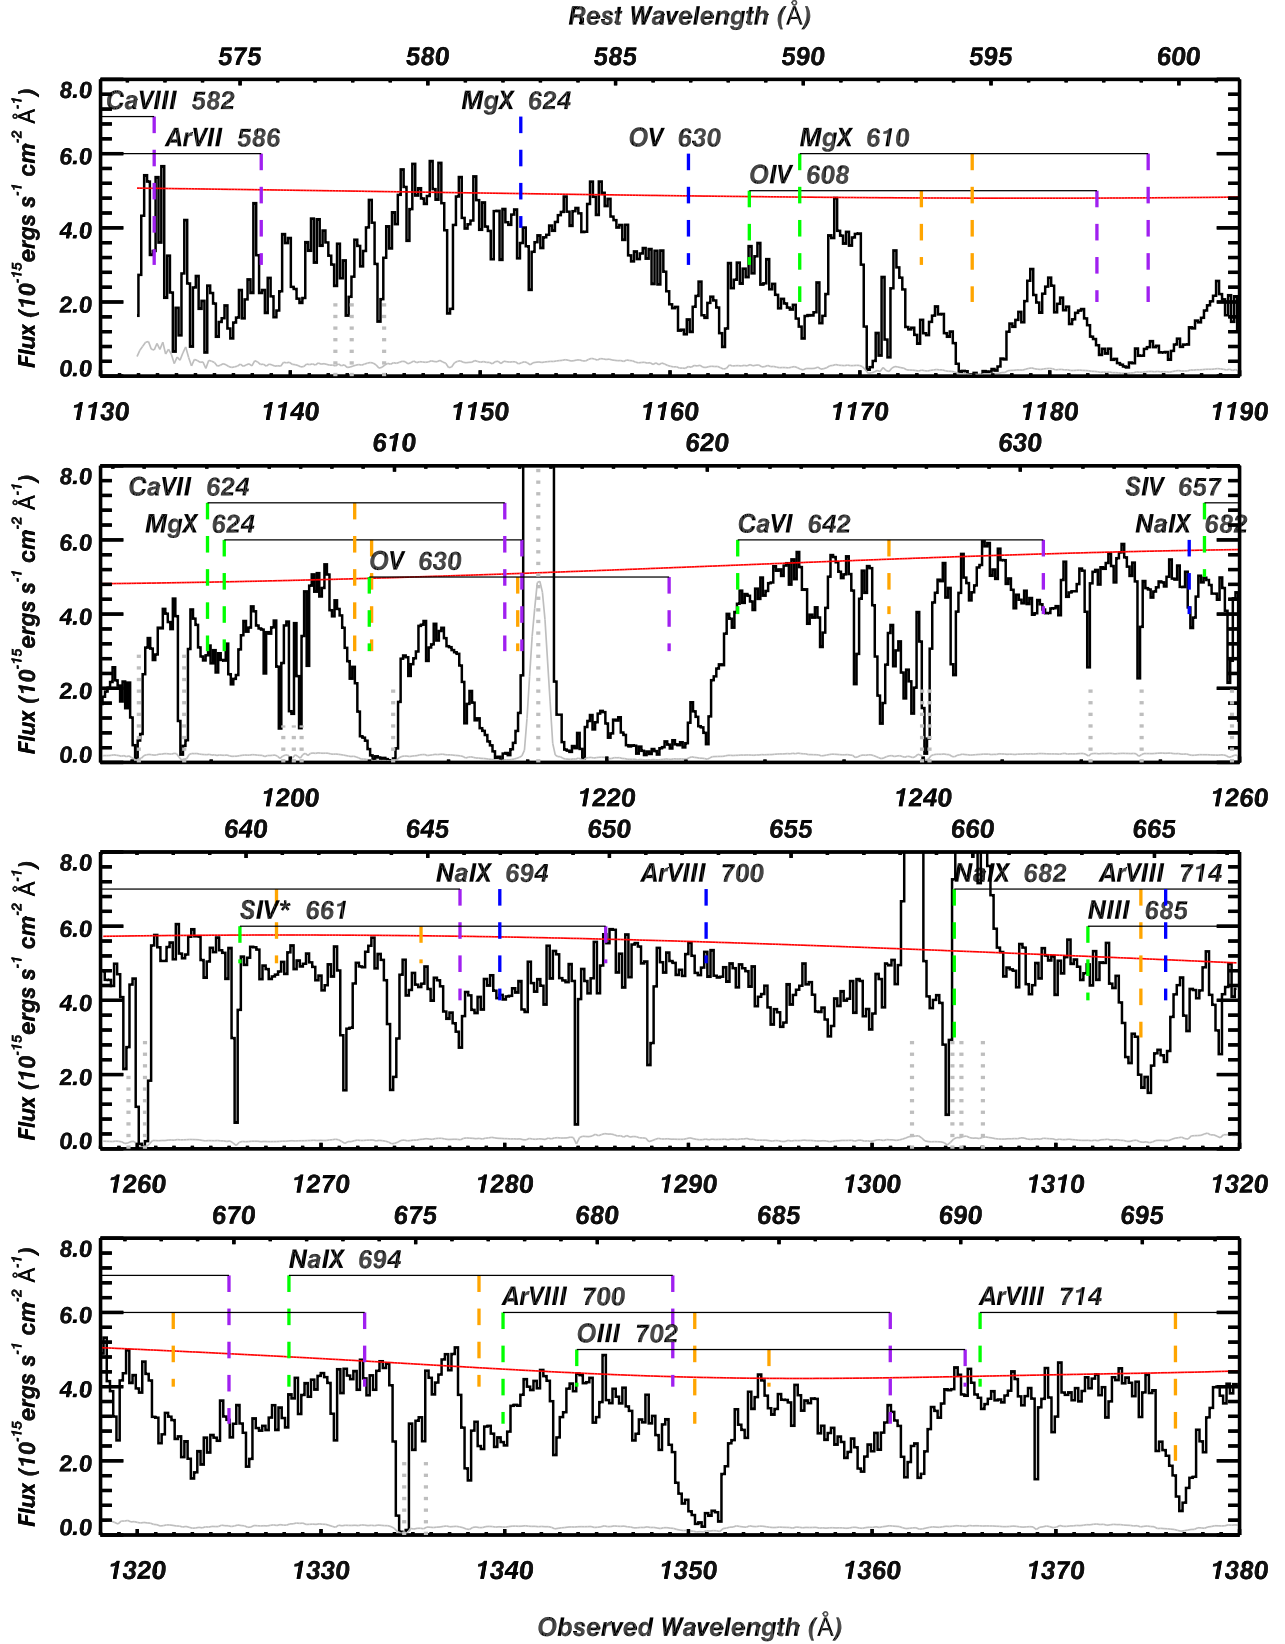 Rest Wavelength (Å)
575 580 585 590 595 600
8.0 6.0 4.0 2.0 0.0
Flux (10⁻¹⁵ergs s⁻¹ cm⁻² Å⁻¹)
CaVIII 582
MgX 624
ArVII 586
OV 630
MgX 610
OIV 608
1130 1140 1150 1160 1170 1180 1190
610 620 630
8.0 6.0 4.0 2.0 0.0
Flux (10⁻¹⁵ergs s⁻¹ cm⁻² Å⁻¹)
CaVII 624
SIV 657
MgX 624
CaVI 642
NaIX 682
OV 630
1200 1220 1240 1260
640 645 650 655 660 665
8.0 6.0 4.0 2.0 0.0
Flux (10⁻¹⁵ergs s⁻¹ cm⁻² Å⁻¹)
NaIX 694
ArVIII 700
NaIX 682
ArVIII 714
SIV* 661
NIII 685
1260 1270 1280 1290 1300 1310 1320
670 675 680 685 690 695
8.0 6.0 4.0 2.0 0.0
Flux (10⁻¹⁵ergs s⁻¹ cm⁻² Å⁻¹)
NaIX 694
ArVIII 700
ArVIII 714
OIII 702
1320 1330 1340 1350 1360 1370 1380
Observed Wavelength (Å)